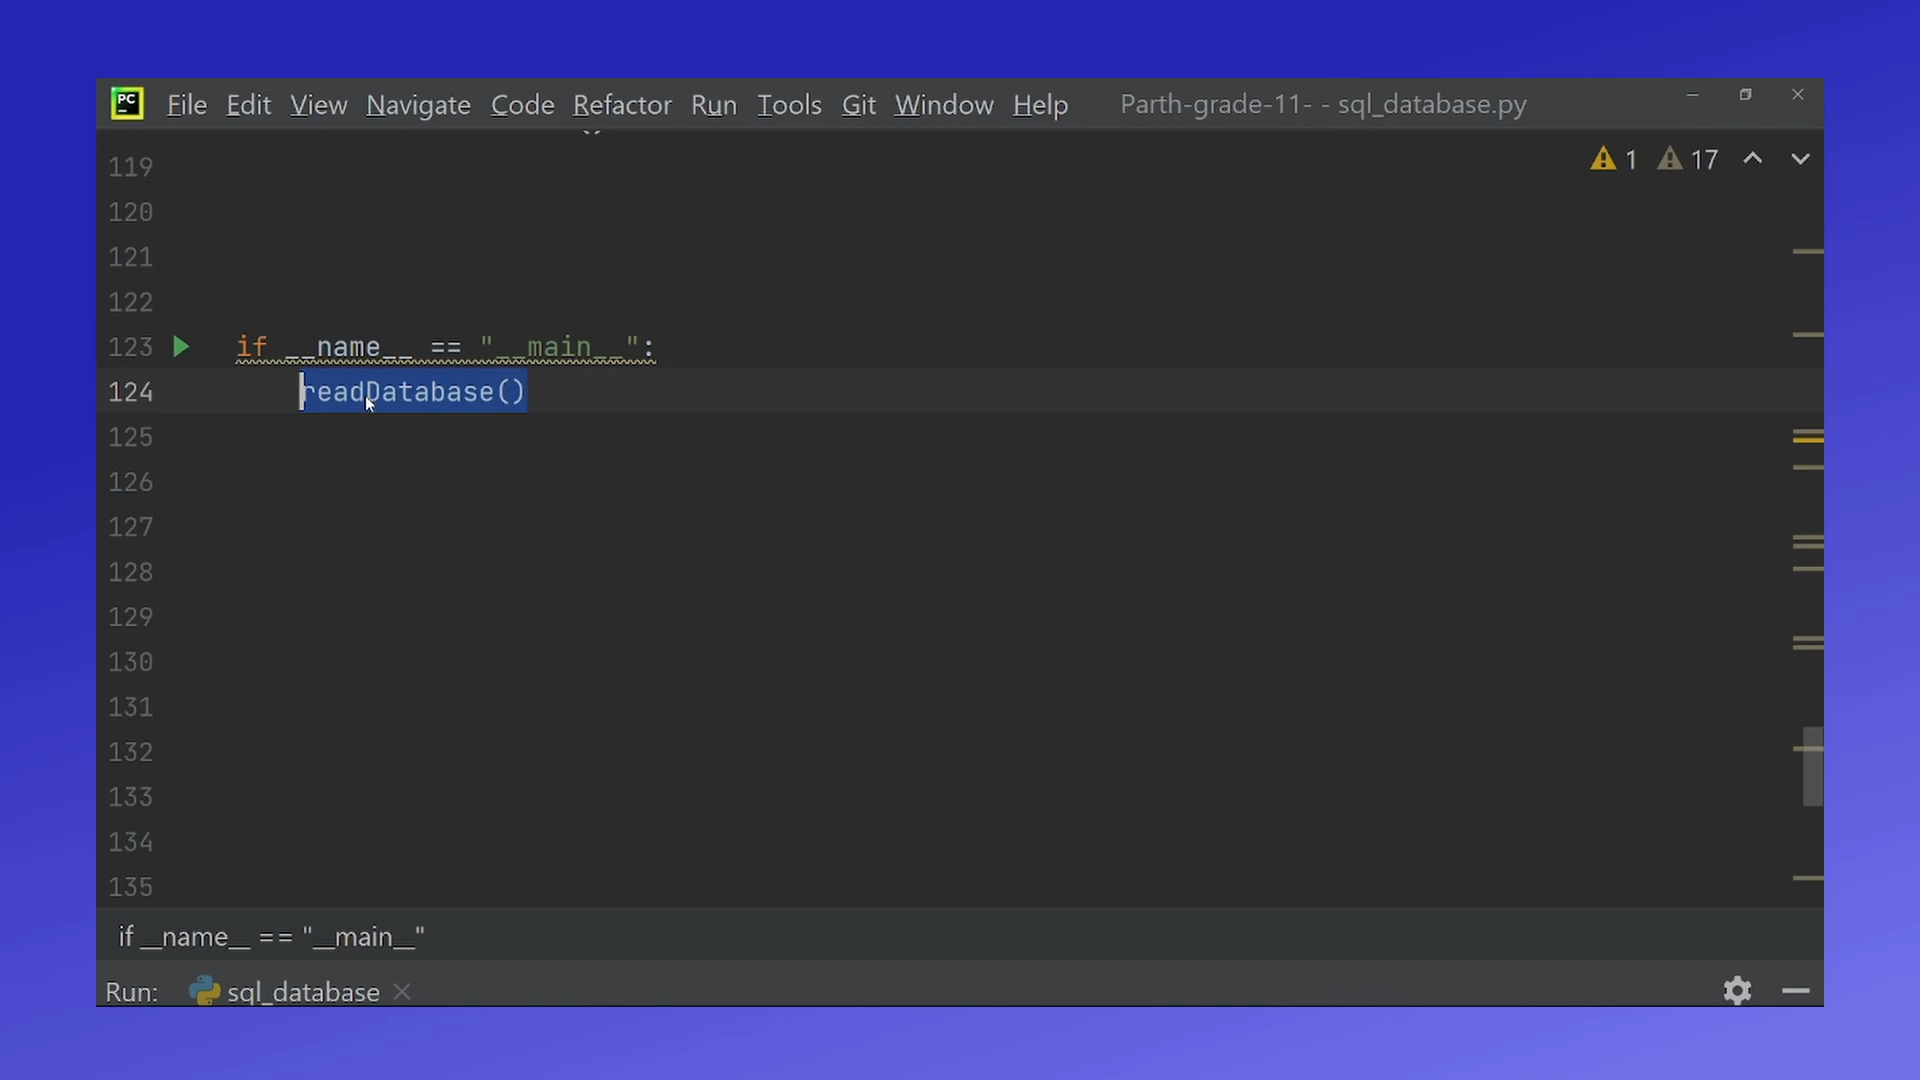 PC File Edit View Navigate Code Refactor Run Tools Git Window Help Parth-grade-11- - sql_database.py
119 1 17
120
121
122
123 if __name__ == "__main__":
124 readDatabase()
125
126
127
128
129
130
131
132
133
134
135
if __name__ == "__main__"
Run: sql_database